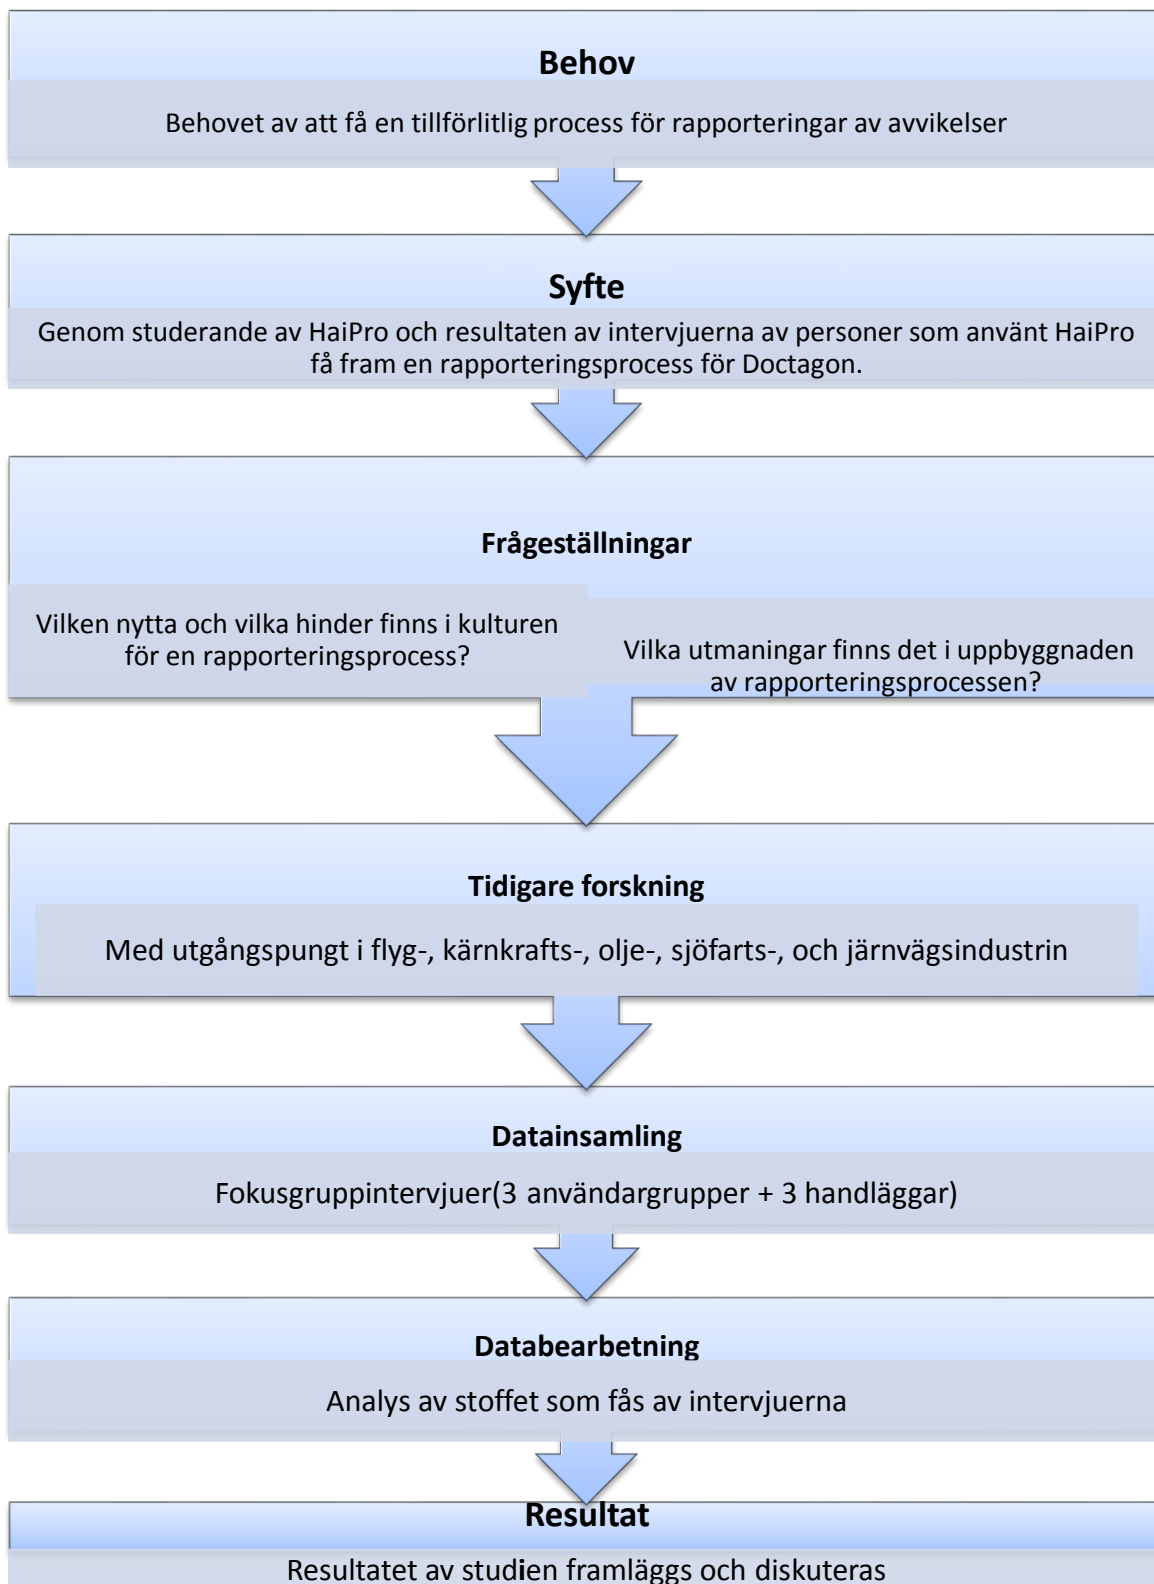 Behov
Behovet av att få en tillförlitlig process för rapporteringar av avvikelser
Syfte
Genom studerande av HaiPro och resultaten av intervjuerna av personer som använt HaiPro
få fram en rapporteringsprocess för Doctagon.
Frågeställningar
Vilken nytta och vilka hinder finns i kulturen
för en rapporteringsprocess?
Vilka utmaningar finns det i uppbyggnaden
av rapporteringsprocessen?
Tidigare forskning
Med utgångspungt i flyg-, kärnkrafts-, olje-, sjöfarts-, och järnvägsindustrin
Datainsamling
Fokusgruppintervjuer(3 användargrupper + 3 handläggar)
Databearbetning
Analys av stoffet som fås av intervjuerna
Resultat
Resultatet av studien framläggs och diskuteras